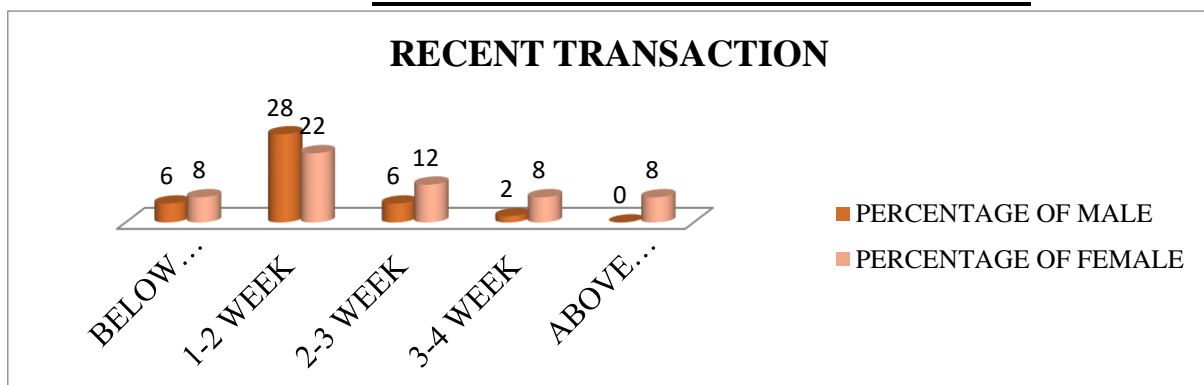 RECENT TRANSACTION
28
22
6 8
6 12
2 8
0 8
BELOW…
1-2 WEEK
2-3 WEEK
3-4 WEEK
ABOVE…
PERCENTAGE OF MALE
PERCENTAGE OF FEMALE